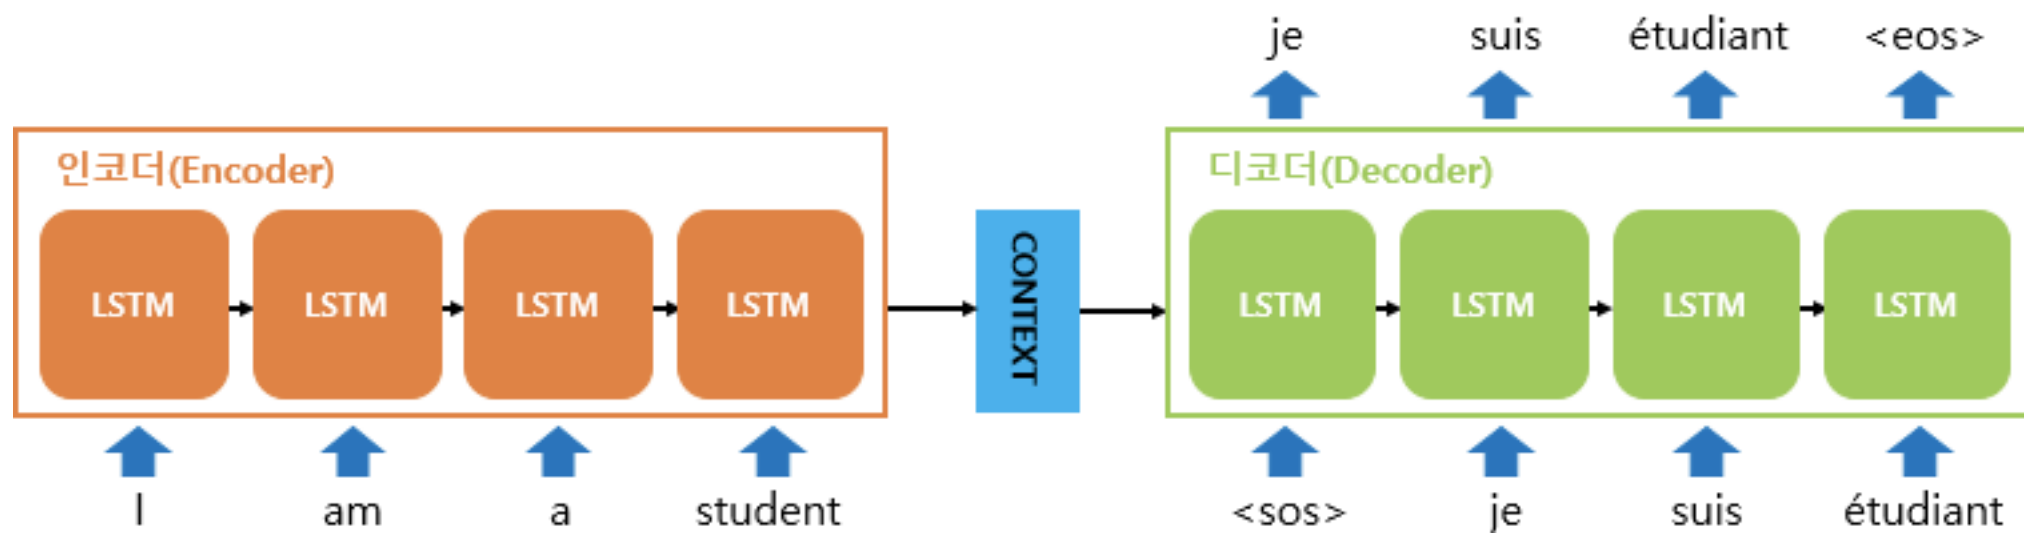 je suis étudiant <eos>
인코더(Encoder)
디코더(Decoder)
LSTM LSTM LSTM LSTM
CONTEXT
LSTM LSTM LSTM LSTM
I am a student
<sos> je suis étudiant